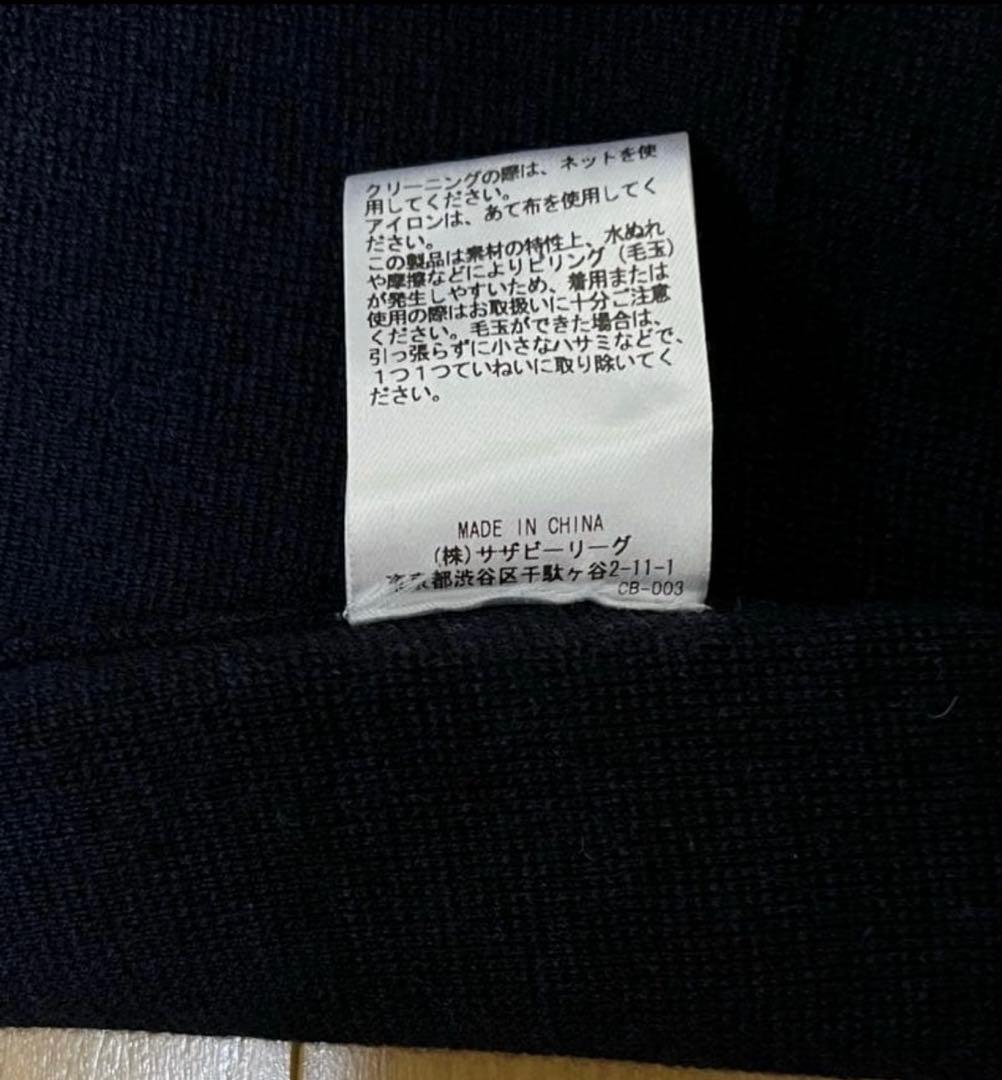 クリーニングの際は、ネットを使
用してください。
アイロンは、あて布を使用してく
ださい。
この製品は素材の特性上、水ぬれ
や摩擦などによりピリング（毛玉）
が発生しやすいため、着用または
使用の際はお取扱いに十分ご注意
ください。毛玉ができた場合は、
引っ張らずに小さなハサミなどで、
1つ1つていねいに取り除いてく
ださい。
MADE IN CHINA
(株)サザビーリーグ
東京都渋谷区千駄ヶ谷2-11-1
CB-003